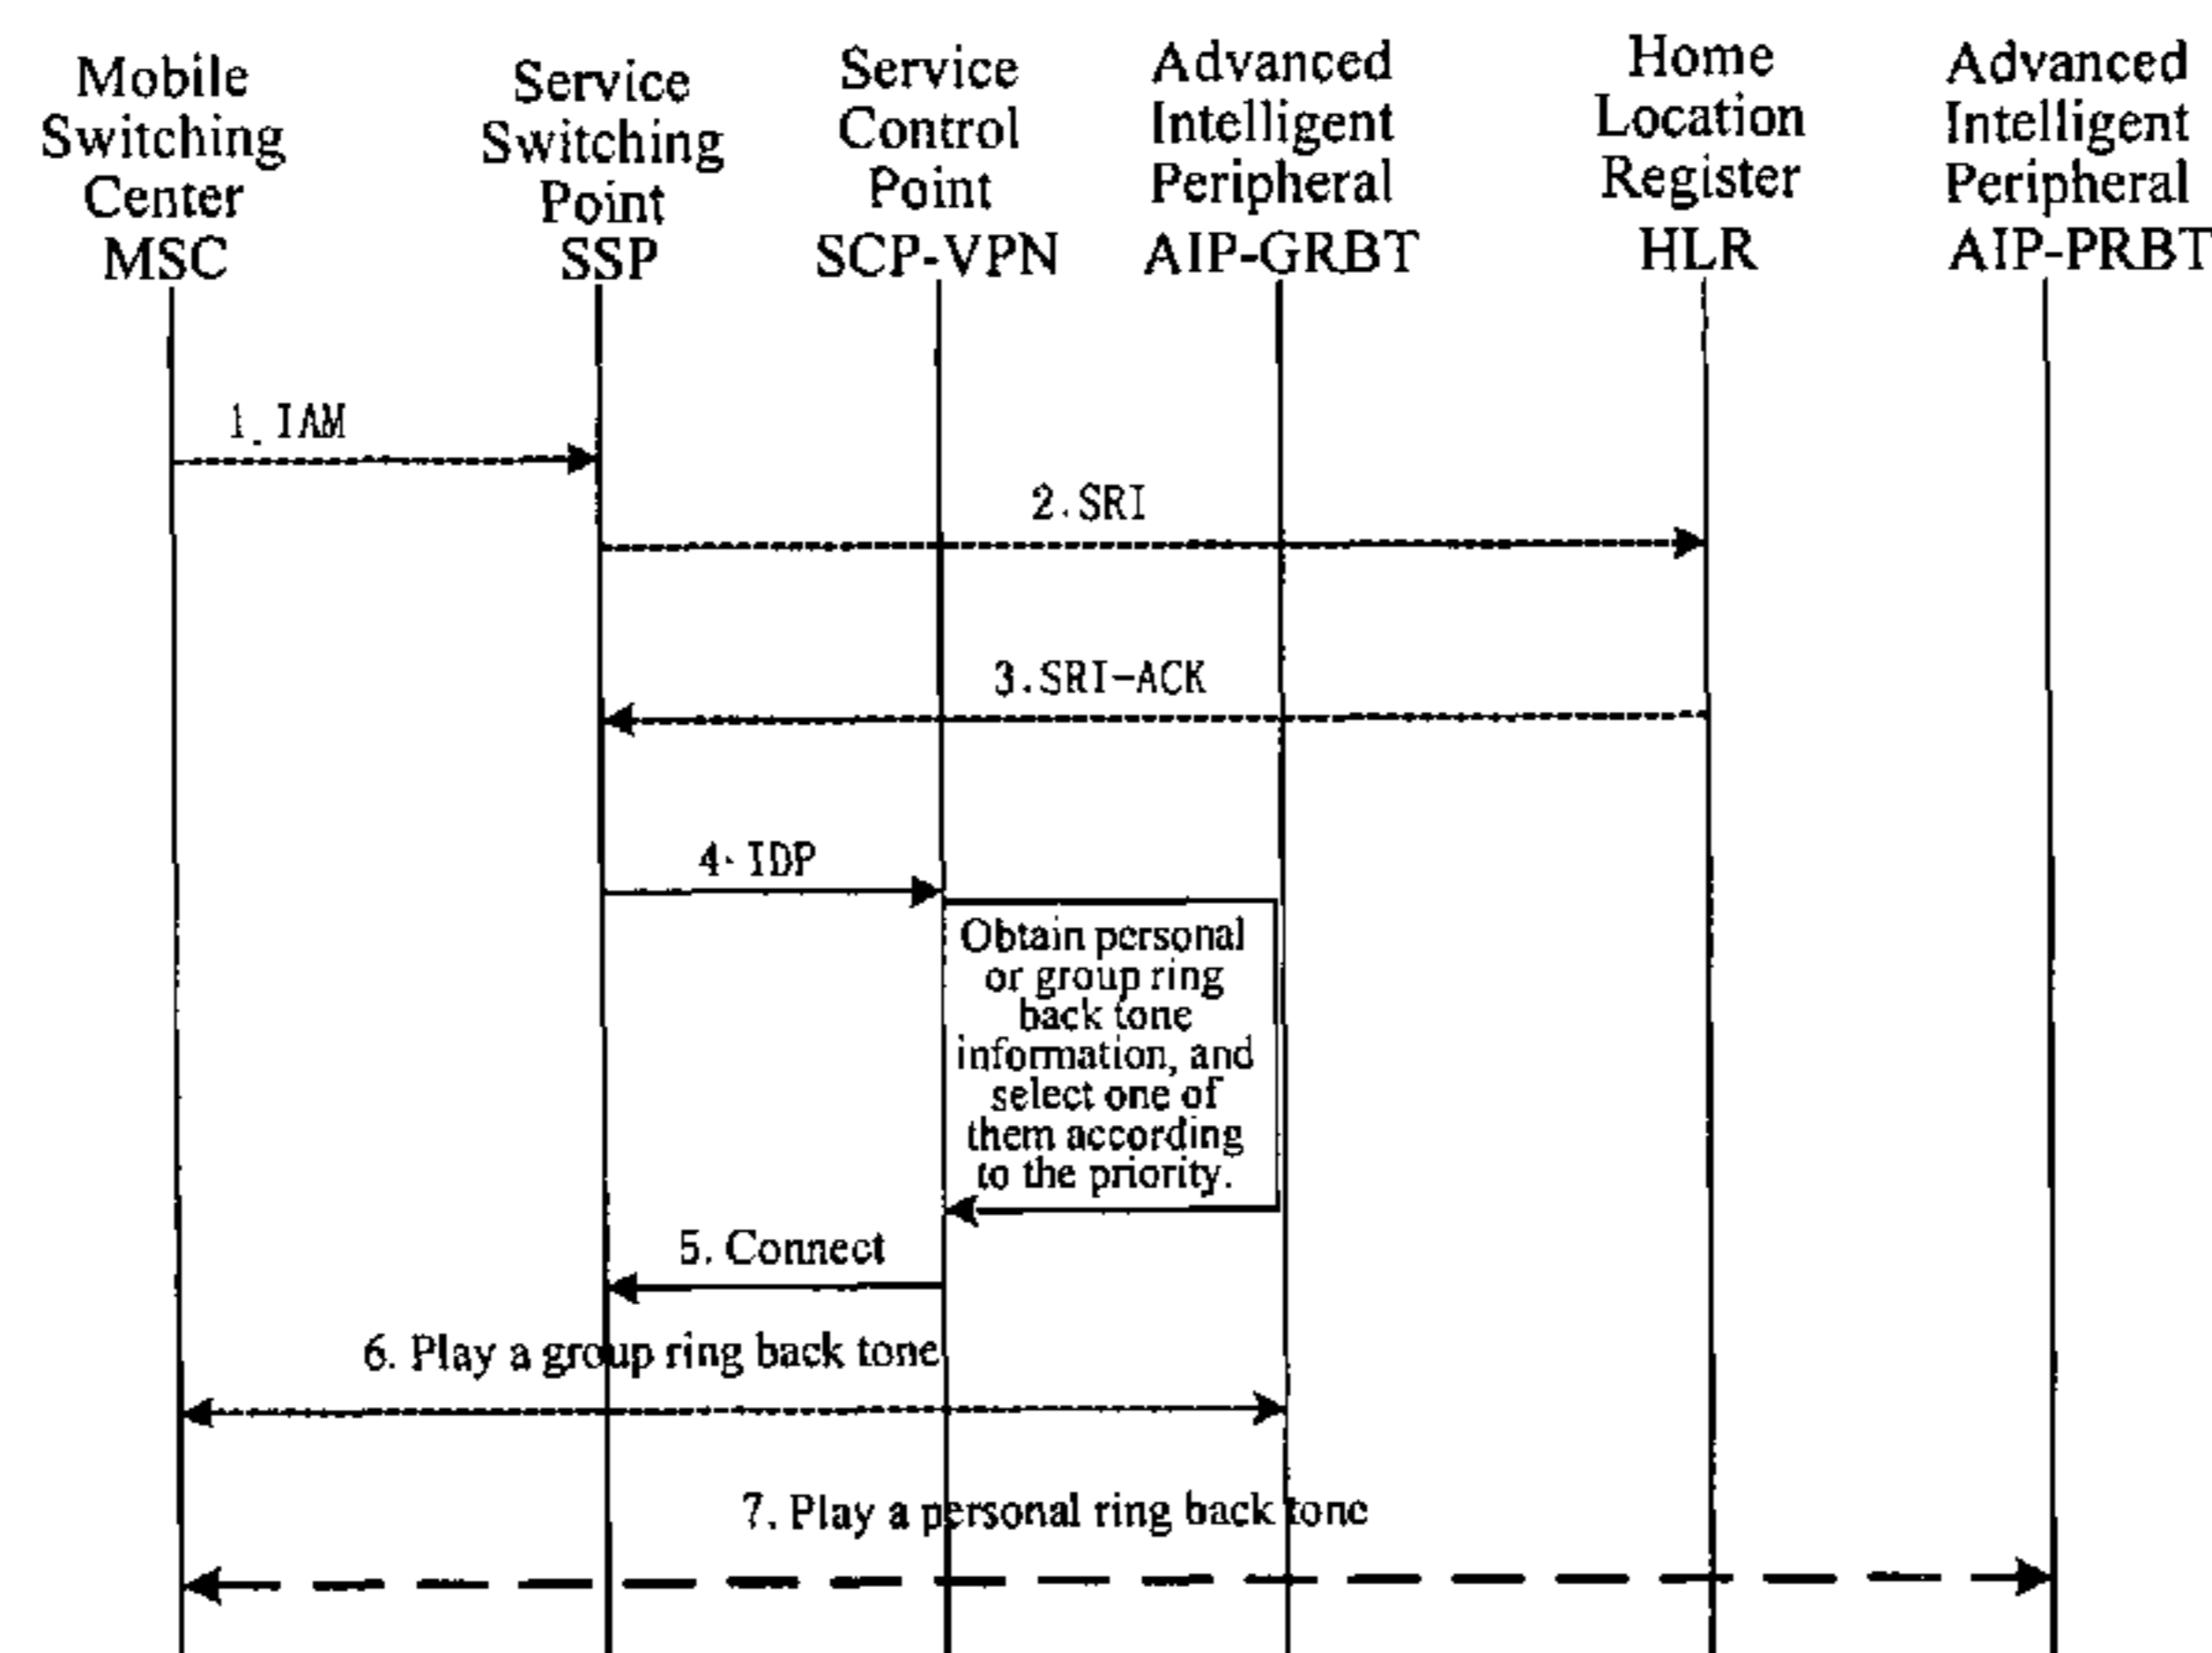 Mobile
Switching
Center
MSC
Service
Switching
Point
SSP
Service
Control
Point
SCP-VPN
Advanced
Intelligent
Peripheral
AIP-GRBT
Home
Location
Register
HLR
Advanced
Intelligent
Peripheral
AIP-PRBT
1. IAM
2. SRI
3. SRI-ACK
4. IDP
Obtain personal
or group ring
back tone
information, and
select one of
them according
to the priority.
5. Connect
6. Play a group ring back tone
7. Play a personal ring back tone